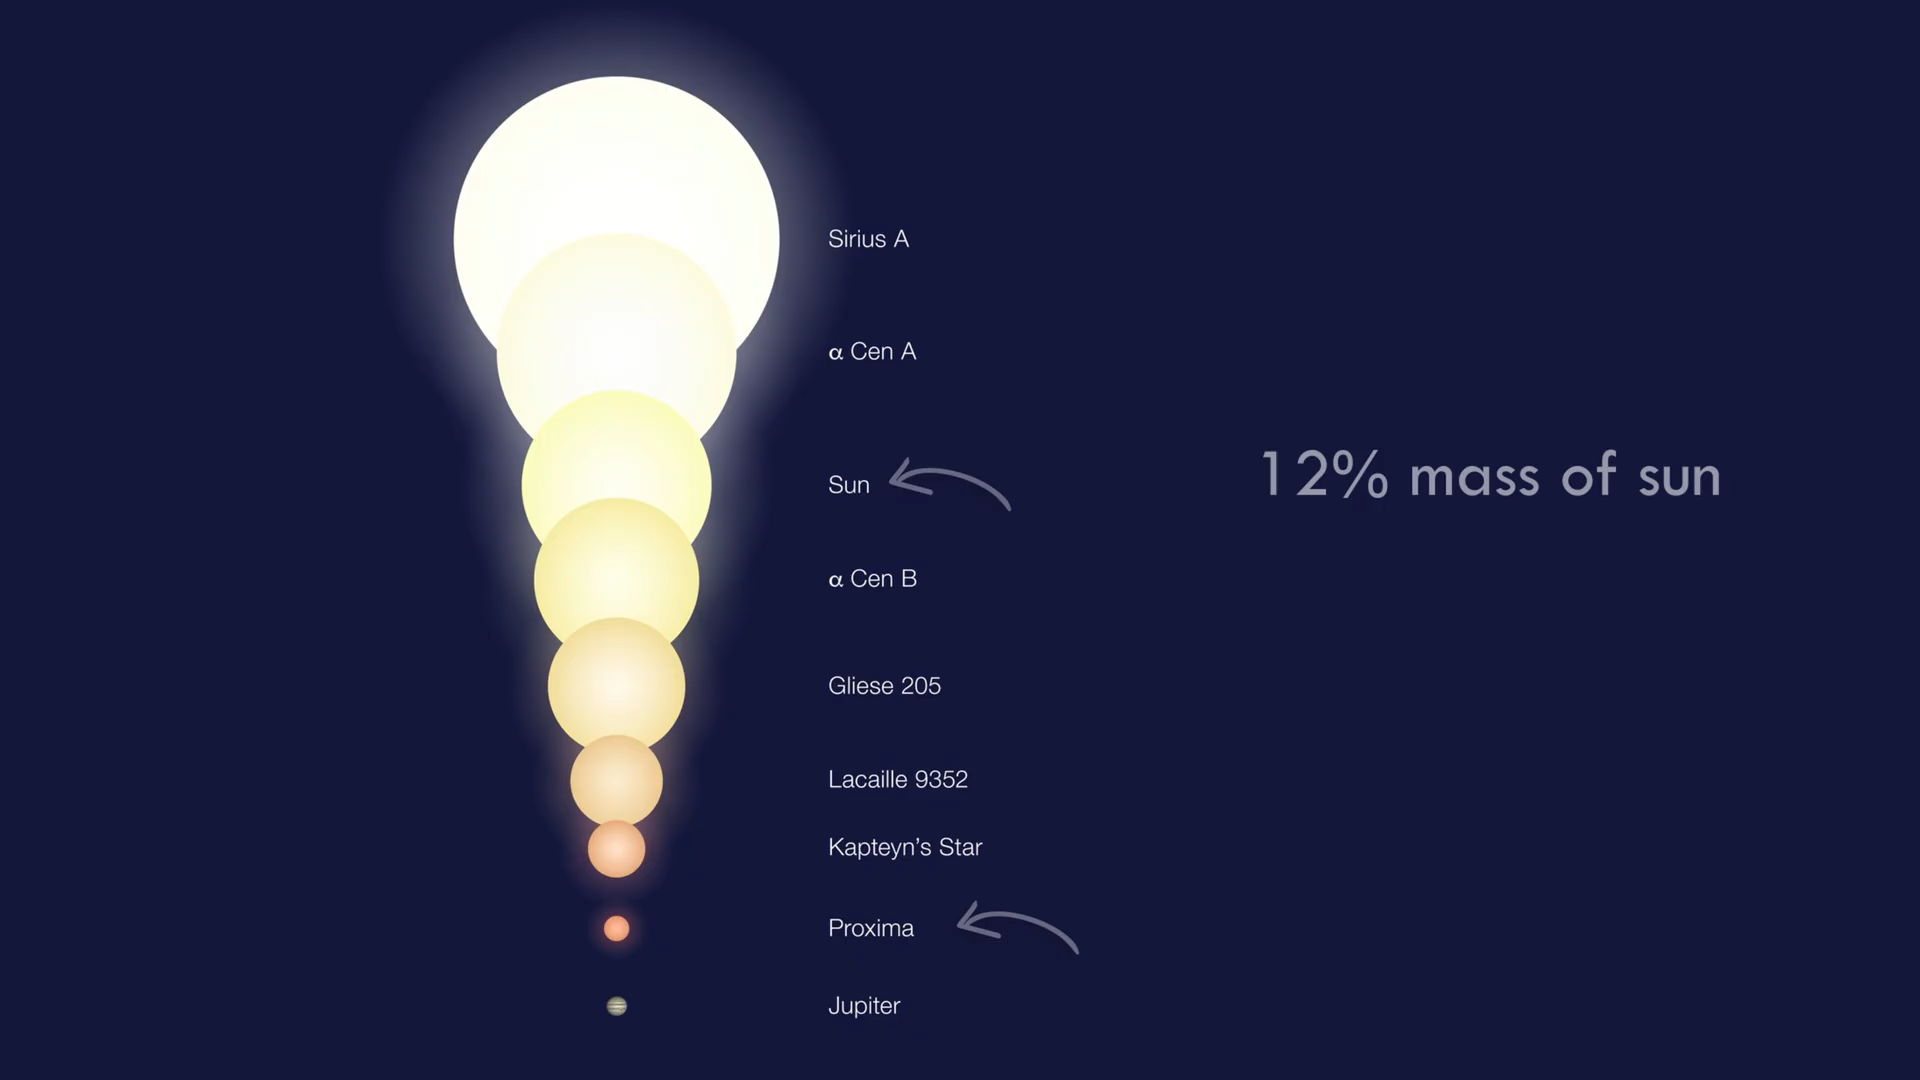 Sirius A
α Cen A
Sun
12% mass of sun
α Cen B
Gliese 205
Lacaille 9352
Kapteyn’s Star
Proxima
Jupiter